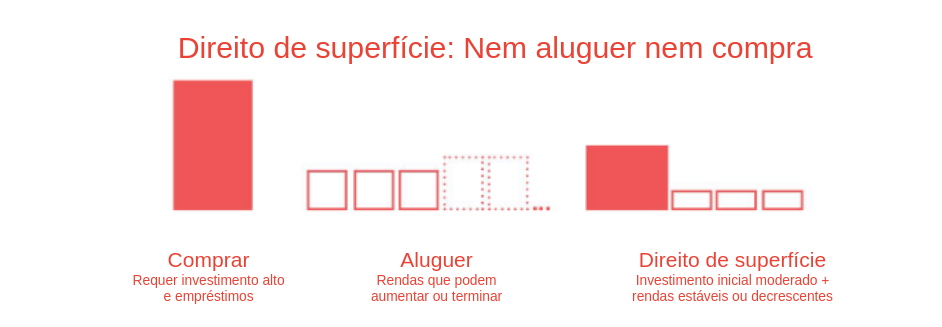 Direito de superfície: Nem aluguer nem compra
Comprar
Requer investimento alto
e empréstimos
Aluguer
Rendas que podem
aumentar ou terminar
Direito de superfície
Investimento inicial moderado +
rendas estáveis ou decrescentes